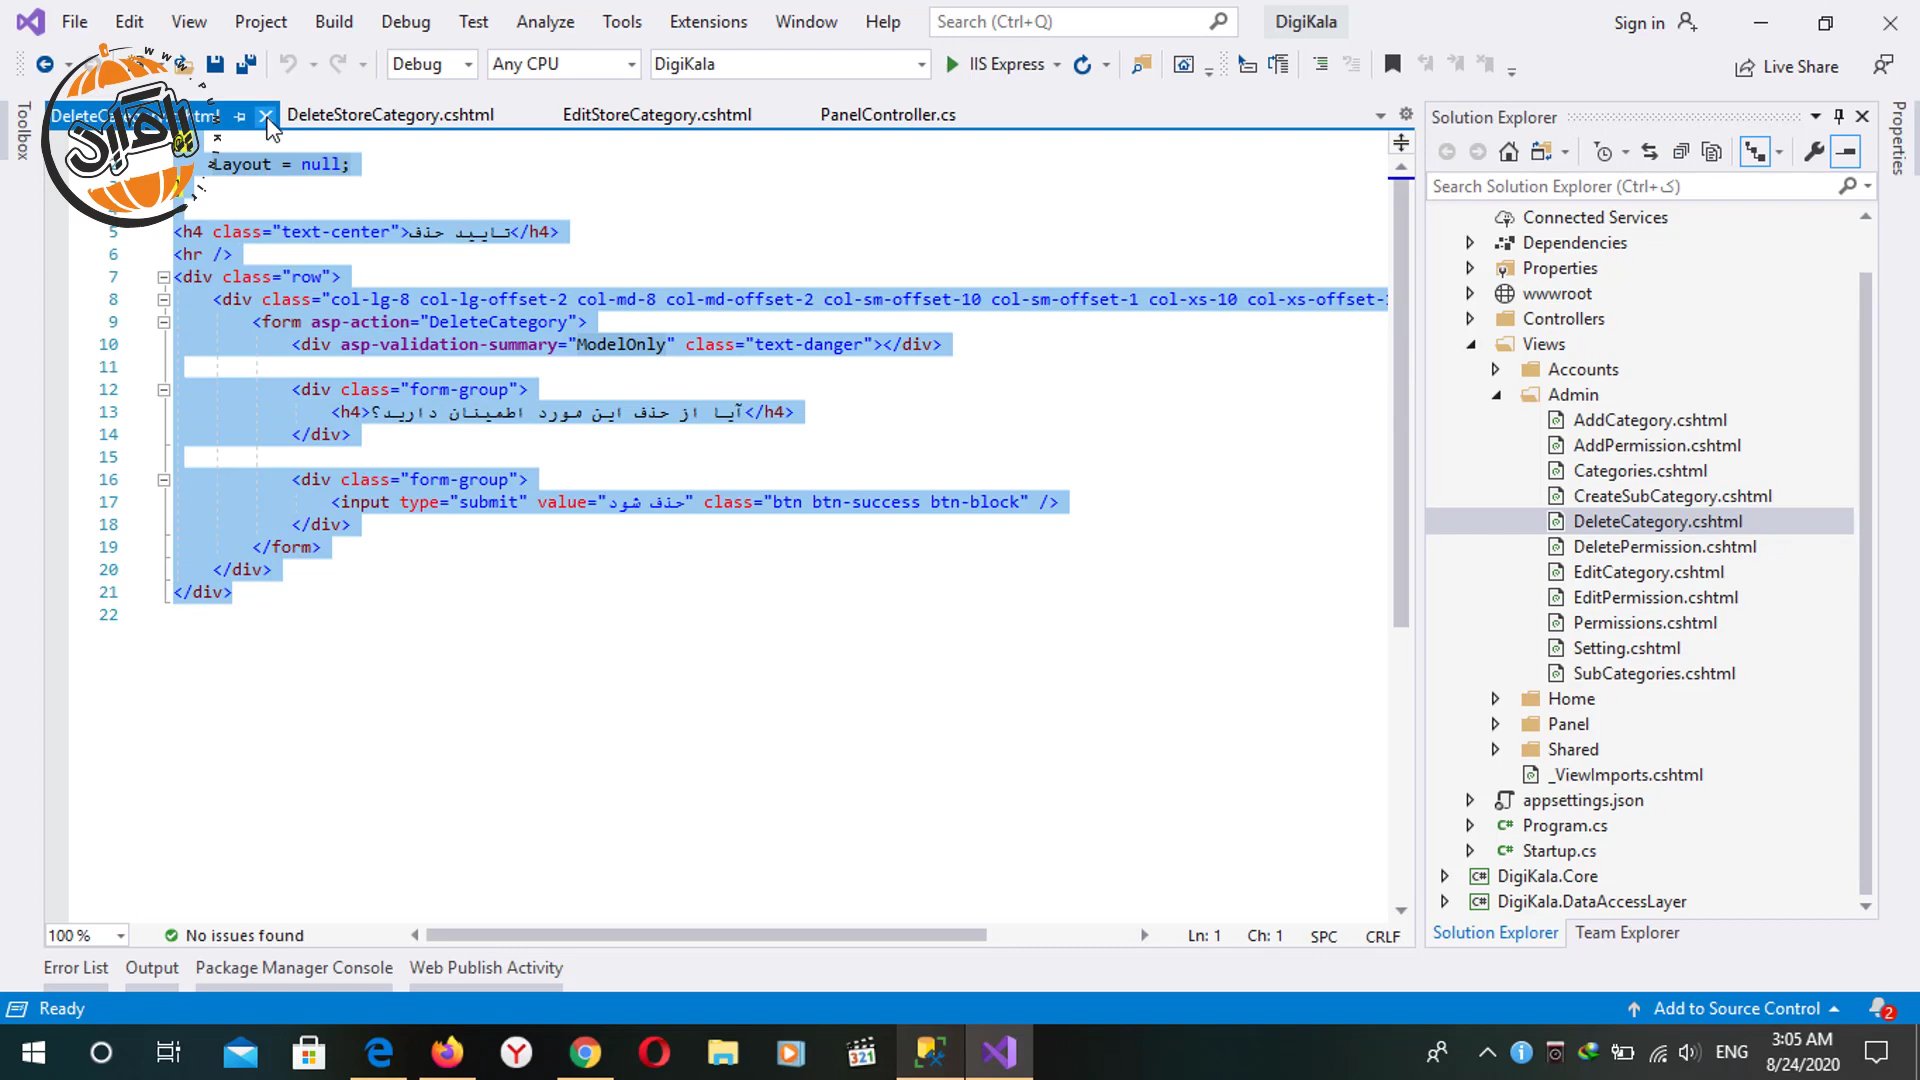 File Edit View Project Build Debug Test Analyze Tools Extensions Window Help Search (Ctrl+Q) DigiKala Sign in
Debug Any CPU DigiKala IIS Express Live Share
DeleteStoreCategory.cshtml EditStoreCategory.cshtml PanelController.cs
Layout = null;
5 <h4 class="text-center">تایید حذف</h4>
6 <hr />
7 <div class="row">
8 <div class="col-lg-8 col-lg-offset-2 col-md-8 col-md-offset-2 col-sm-offset-10 col-sm-offset-1 col-xs-10 col-xs-offset-
9 <form asp-action="DeleteCategory">
10 <div asp-validation-summary="ModelOnly" class="text-danger"></div>
11
12 <div class="form-group">
13 <h4>آیا از حذف این مورد اطمینان دارید؟</h4>
14 </div>
15
16 <div class="form-group">
17 <input type="submit" value="حذف شود" class="btn btn-success btn-block" />
18 </div>
19 </form>
20 </div>
21 </div>
22
100 % No issues found Ln: 1 Ch: 1 SPC CRLF
Error List Output Package Manager Console Web Publish Activity
Ready Add to Source Control 2
Toolbox
Properties
Solution Explorer
Search Solution Explorer (Ctrl+ک)
Connected Services
Dependencies
Properties
wwwroot
Controllers
Views
Accounts
Admin
AddCategory.cshtml
AddPermission.cshtml
Categories.cshtml
CreateSubCategory.cshtml
DeleteCategory.cshtml
DeletePermission.cshtml
EditCategory.cshtml
EditPermission.cshtml
Permissions.cshtml
Setting.cshtml
SubCategories.cshtml
Home
Panel
Shared
_ViewImports.cshtml
appsettings.json
C# Program.cs
C# Startup.cs
C# DigiKala.Core
C# DigiKala.DataAccessLayer
Solution Explorer Team Explorer
321 ENG 3:05 AM
8/24/2020